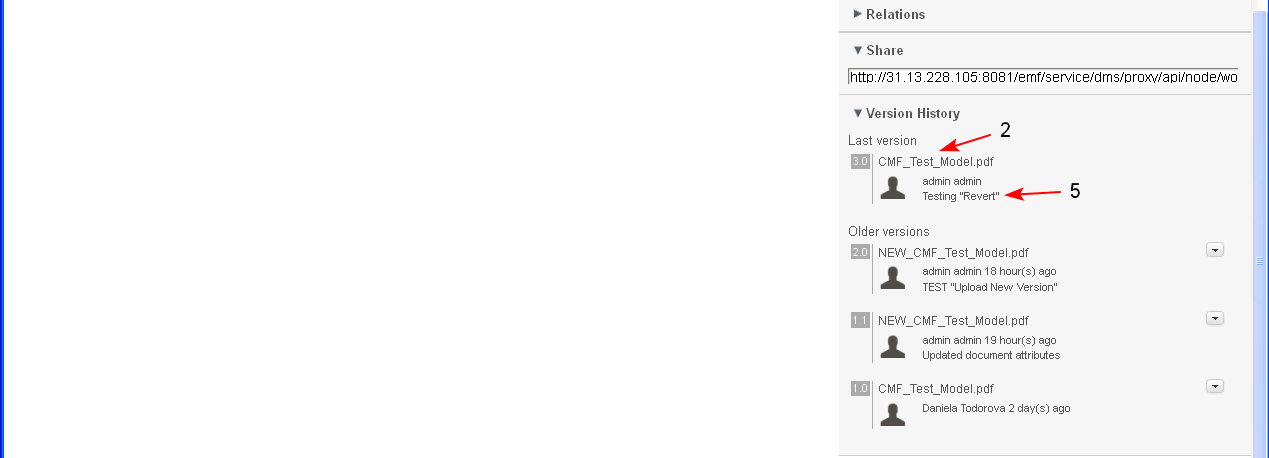 Relations
Share
http://31.13.228.105:8081/emf/service/dms/proxy/api/node/wo
Version History
2
Last version
3.0 CMF_Test_Model.pdf
admin admin
Testing "Revert"
5
Older versions
2.0 NEW_CMF_Test_Model.pdf
admin admin 18 hour(s) ago
TEST "Upload New Version"
1.1 NEW_CMF_Test_Model.pdf
admin admin 19 hour(s) ago
Updated document attributes
1.0 CMF_Test_Model.pdf
Daniela Todorova 2 day(s) ago